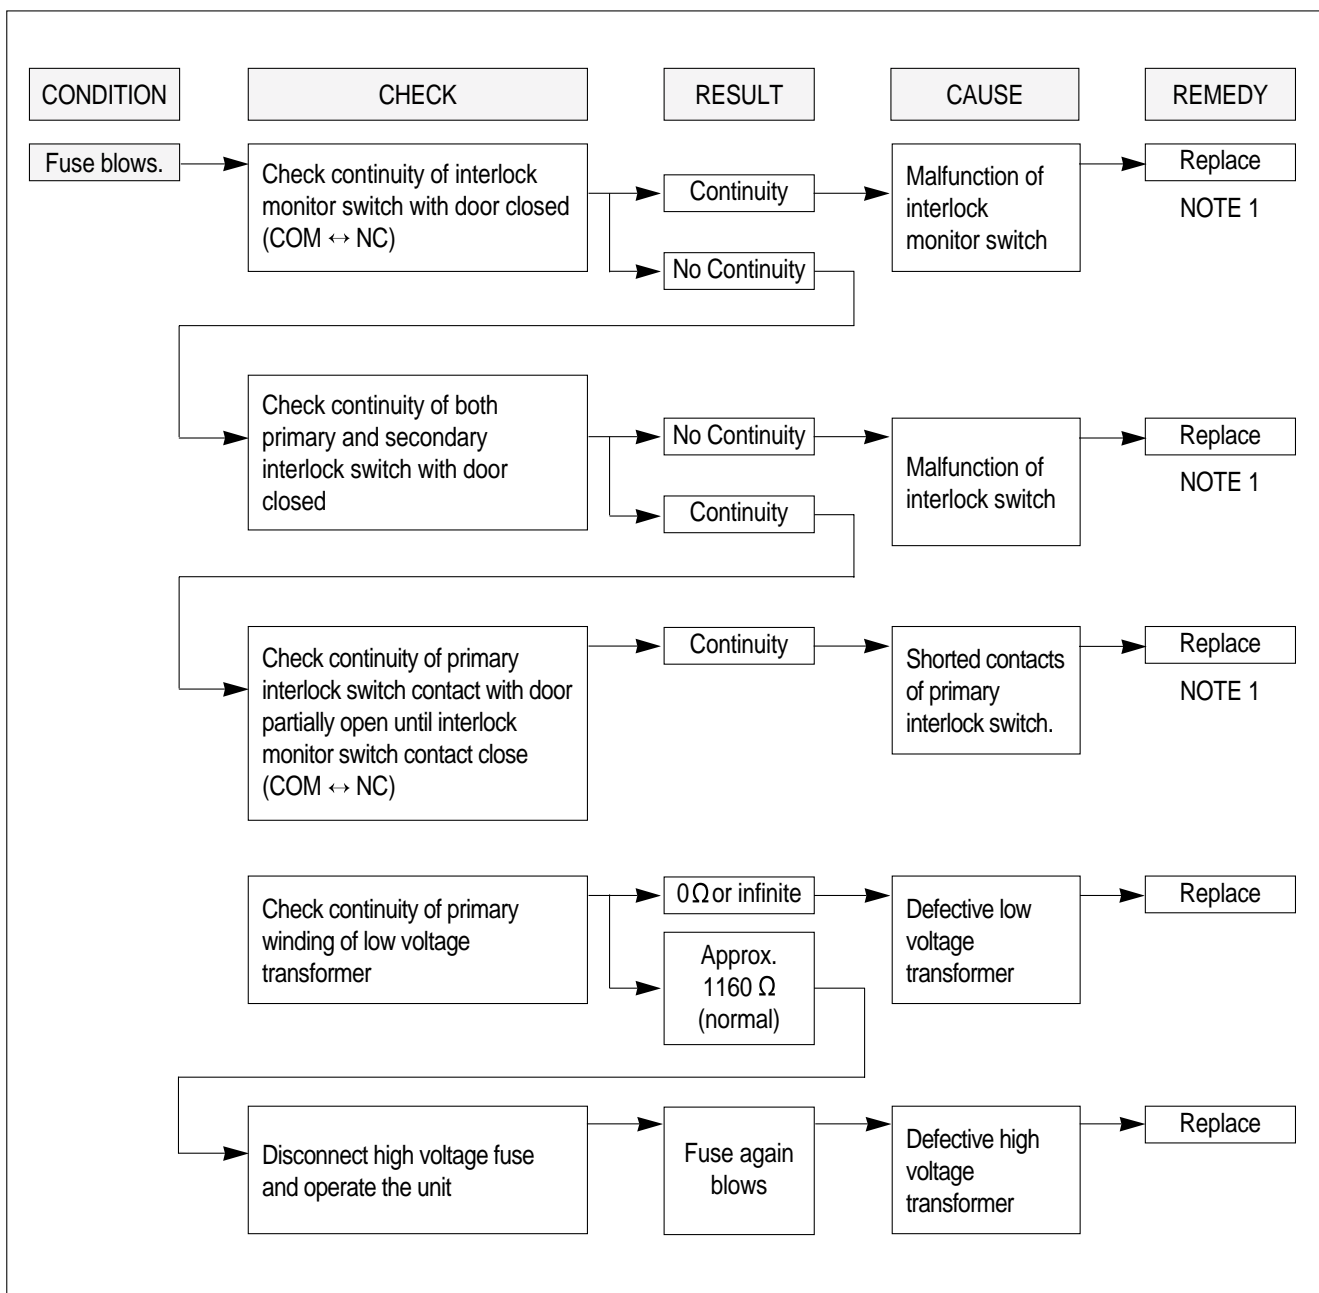 CONDITION
CHECK
RESULT
CAUSE
REMEDY
Fuse blows.
Check continuity of interlock
monitor switch with door closed
(COM ↔ NC)
Continuity
No Continuity
Malfunction of
interlock
monitor switch
Replace
NOTE 1
Check continuity of both
primary and secondary
interlock switch with door
closed
No Continuity
Continuity
Malfunction of
interlock switch
Replace
NOTE 1
Check continuity of primary
interlock switch contact with door
partially open until interlock
monitor switch contact close
(COM ↔ NC)
Continuity
Shorted contacts
of primary
interlock switch.
Replace
NOTE 1
Check continuity of primary
winding of low voltage
transformer
0Ω or infinite
Approx.
1160 Ω
(normal)
Defective low
voltage
transformer
Replace
Disconnect high voltage fuse
and operate the unit
Fuse again
blows
Defective high
voltage
transformer
Replace